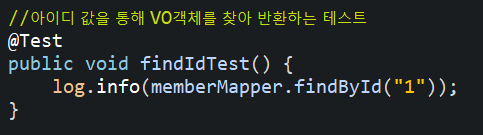 //아이디 값을 통해 VO객체를 찾아 반환하는 테스트
@Test
public void findIdTest() {
    log.info(memberMapper.findById("1"));
}